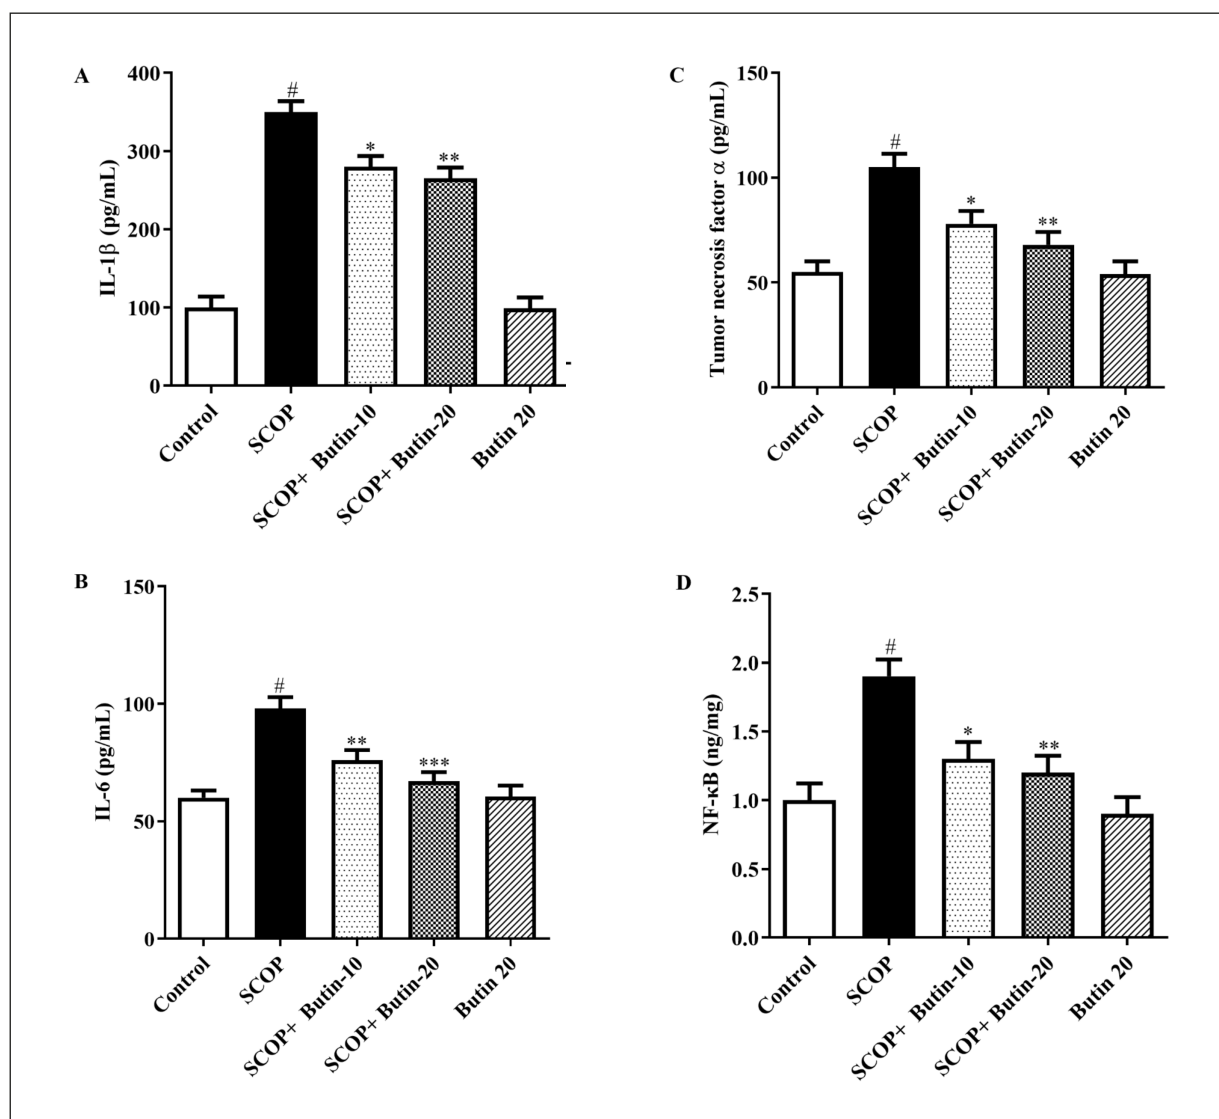 A
IL-1β (pg/mL)
400
300
200
100
0
#
*
**
Control
SCOP
SCOP+ Butin-10
SCOP+ Butin-20
Butin 20
C
Tumor necrosis factor α (pg/mL)
150
100
50
0
#
*
**
Control
SCOP
SCOP+ Butin-10
SCOP+ Butin-20
Butin 20
B
IL-6 (pg/mL)
150
100
50
0
#
**
***
Control
SCOP
SCOP+ Butin-10
SCOP+ Butin-20
Butin 20
D
NF-κB (ng/mg)
2.5
2.0
1.5
1.0
0.5
0.0
#
*
**
Control
SCOP
SCOP+ Butin-10
SCOP+ Butin-20
Butin 20